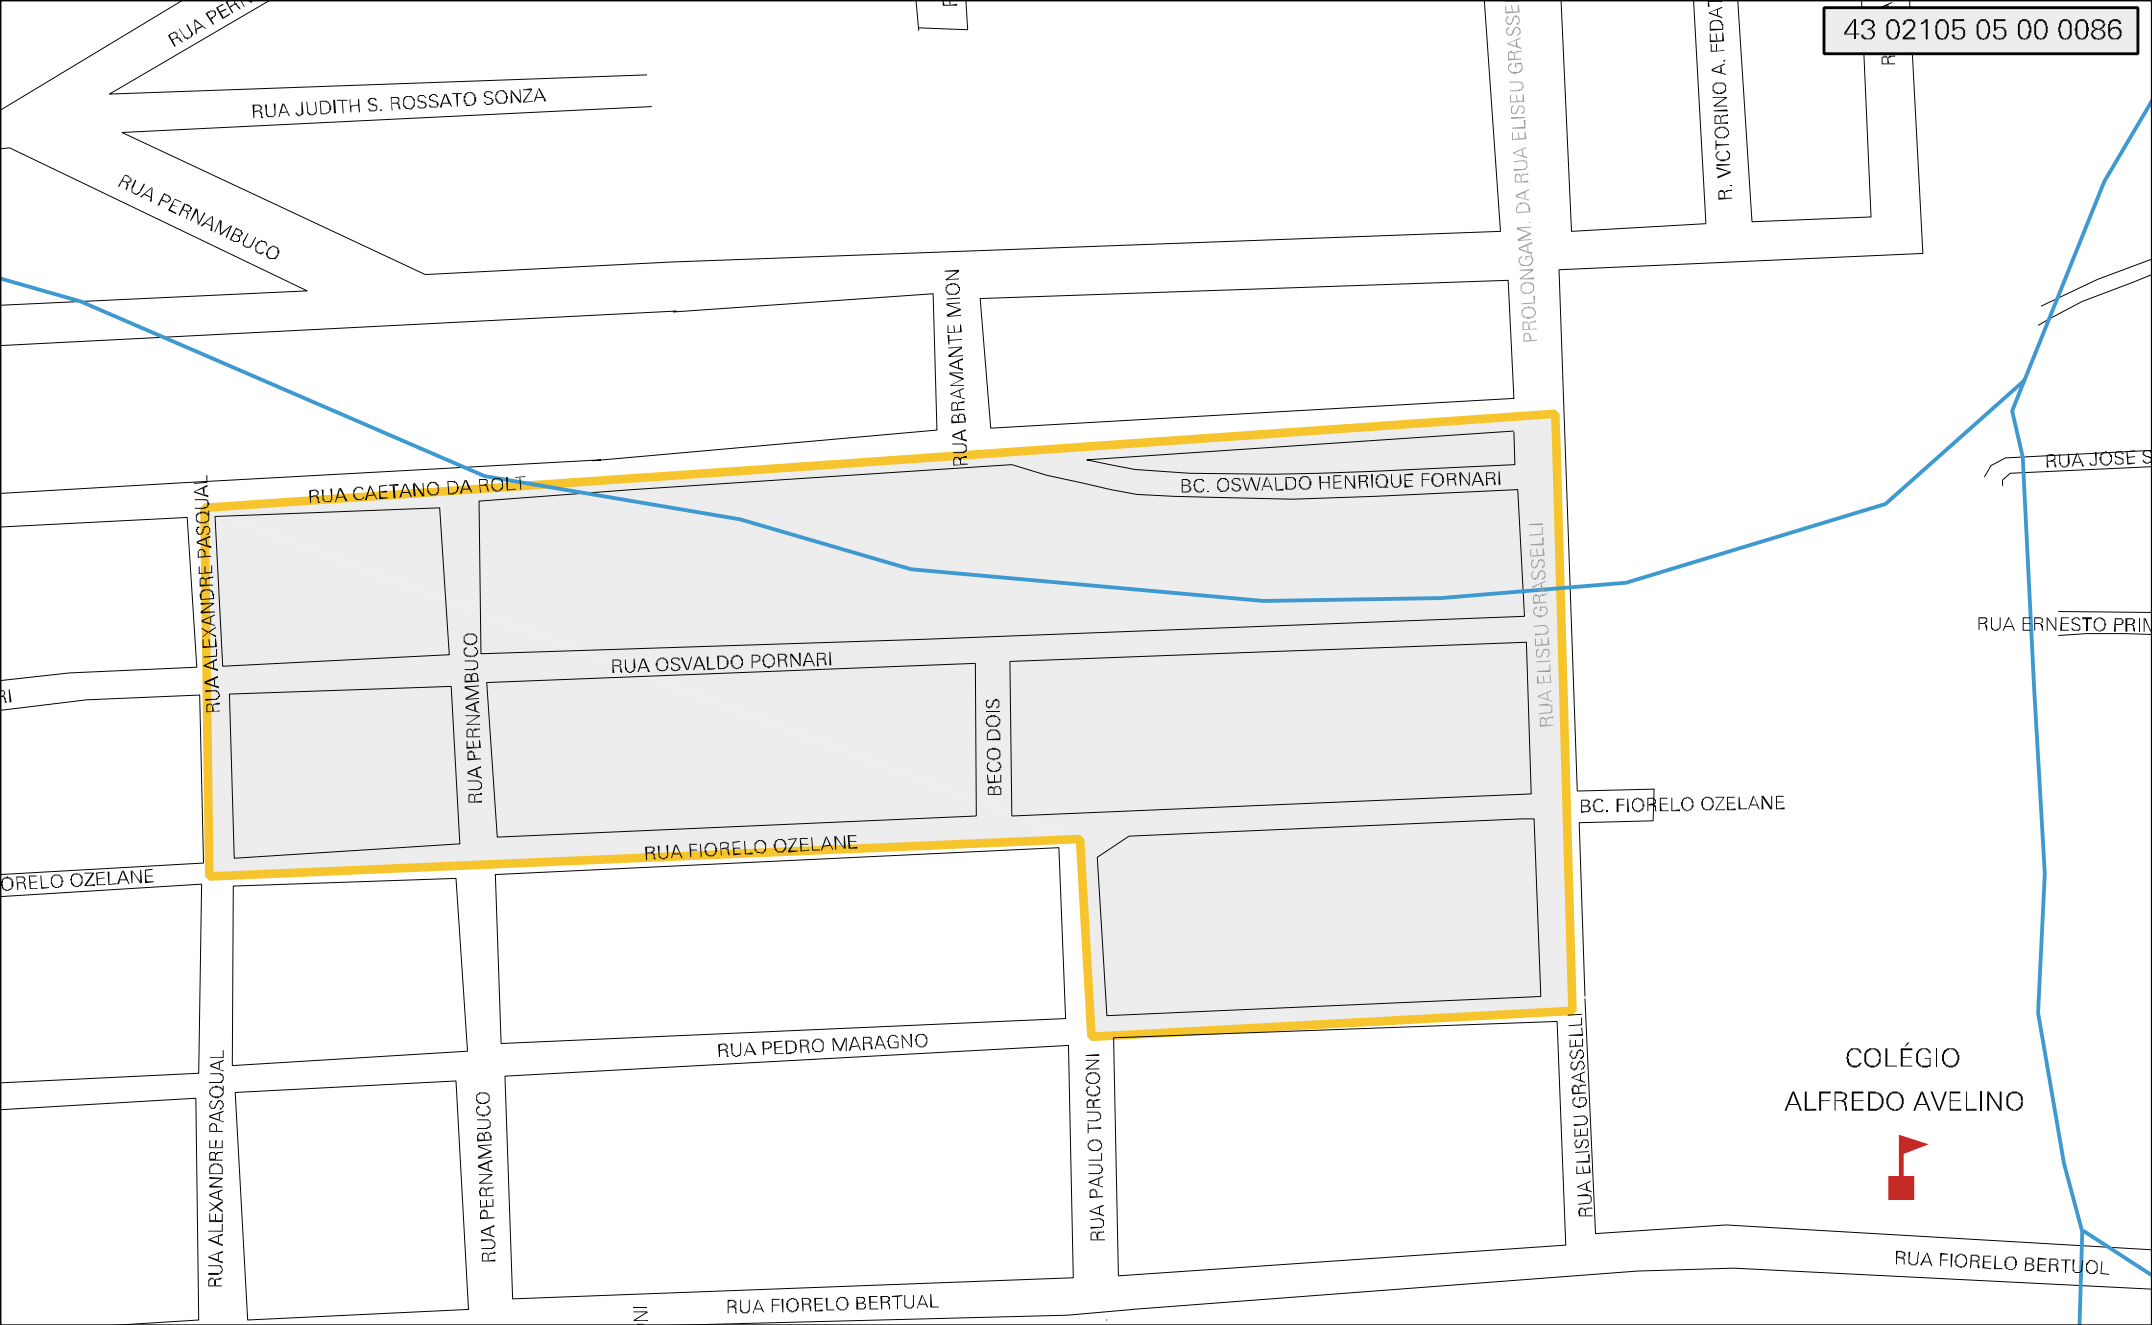 43 02105 05 00 0086
RUA JUDITH S. ROSSATO SONZA
R. VICTORINO A. FEDAT
PROLONGAM. DA RUA ELISEU GRASSE
RUA PERNAMBUCO
RUA BRAMANTE MION
RUA CAETANO DA ROLT
BC. OSWALDO HENRIQUE FORNARI
RUA JOSE S
RUA ALEXANDRE PASQUAL
RUA ELISEU GRASSELLI
RUA ERNESTO PRIM
RUA OSVALDO PORNARI
RUA PERNAMBUCO
BECO DOIS
BC. FIORELO OZELANE
RUA FIORELO OZELANE
ORELO OZELANE
RUA PEDRO MARAGNO
COLÉGIO
ALFREDO AVELINO
RUA ALEXANDRE PASQUAL
RUA PERNAMBUCO
RUA PAULO TURCONI
RUA ELISEU GRASSELLI
RUA FIORELO BERTUOL
RUA FIORELO BERTUAL